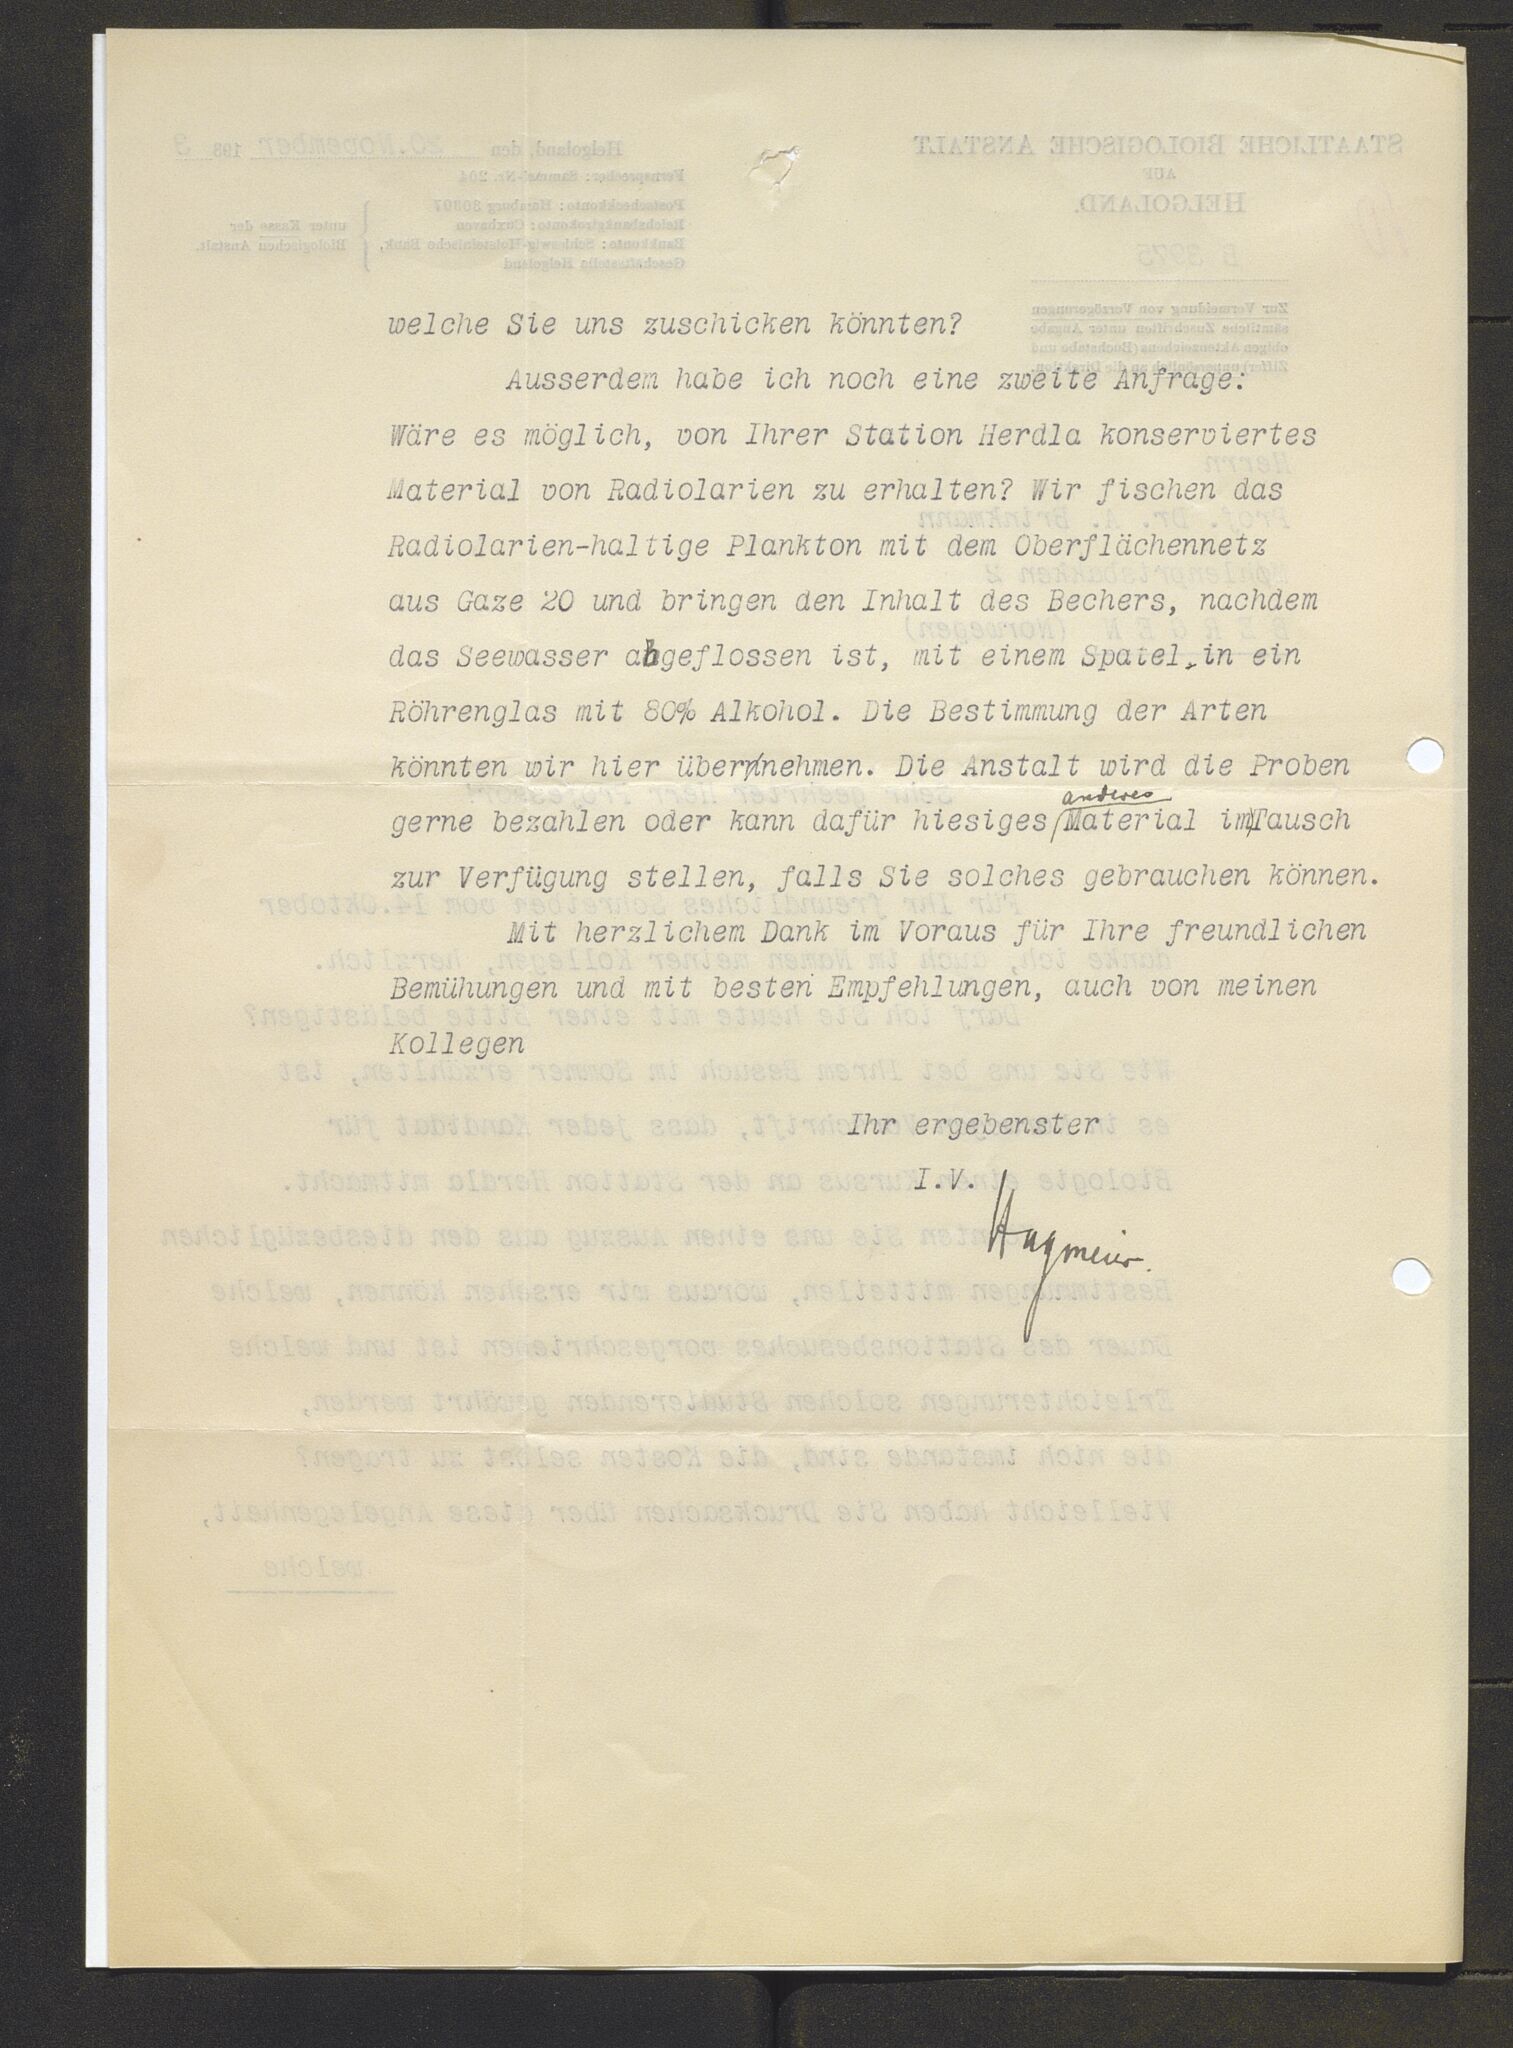 welche Sie uns zuschicken könnten?
Ausserdem habe ich noch eine zweite Anfrage:
Wäre es möglich, von Ihrer Station Herdla konserviertes
Material von Radiolarien zu erhalten? Wir fischen das
Radiolarien-haltige Plankton mit dem Oberflächennetz
aus Gaze 20 und bringen den Inhalt des Bechers, nachdem
das Seewasser abgeflossen ist, mit einem Spatel in ein
Röhrenglas mit 80% Alkohol. Die Bestimmung der Arten
könnten wir hier übernehmen. Die Anstalt wird die Proben
anderes
gerne bezahlen oder kann dafür hiesiges Material im Tausch
zur Verfügung stellen, falls Sie solches gebrauchen können.
Mit herzlichem Dank im Voraus für Ihre freundlichen
Bemühungen und mit besten Empfehlungen, auch von meinen
Kollegen
Ihr ergebenster
I.V.
Hagmeier.